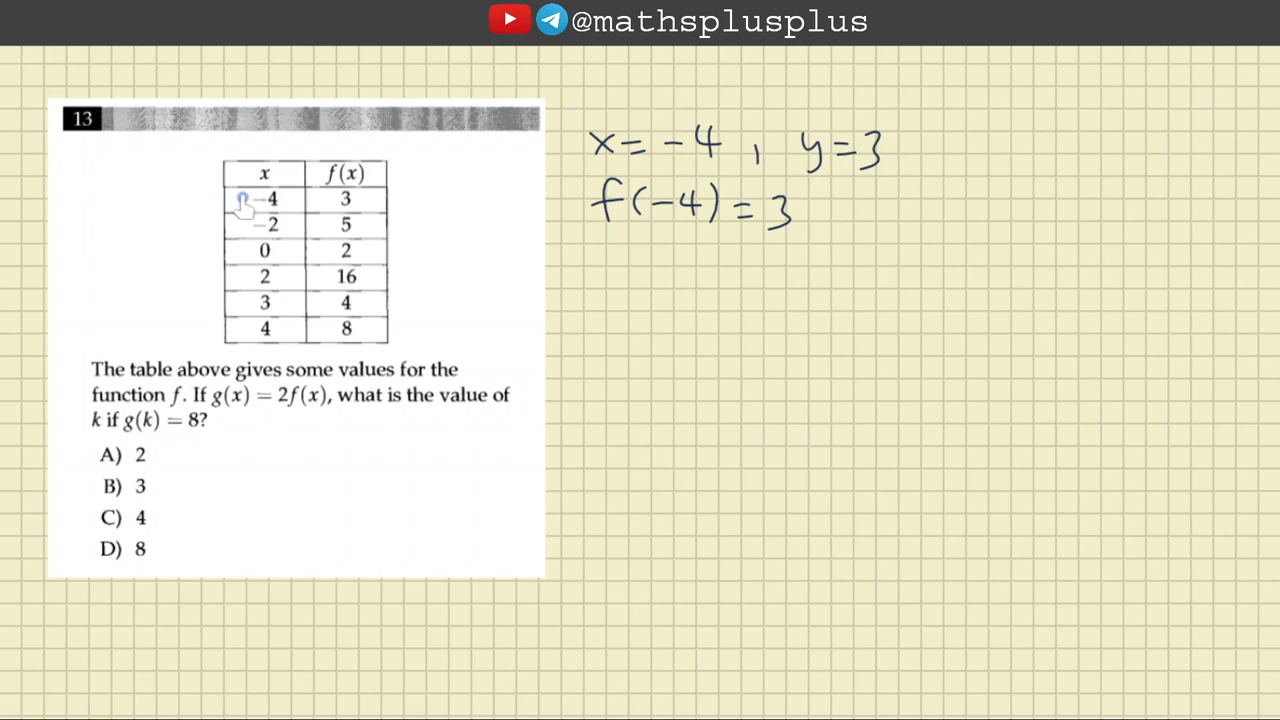 @mathsplusplus
13
x f(x)
−4 3
−2 5
0 2
2 16
3 4
4 8
The table above gives some values for the
function f. If g(x) = 2f(x), what is the value of
k if g(k) = 8?
A) 2
B) 3
C) 4
D) 8
x = −4 , y = 3
f(−4) = 3